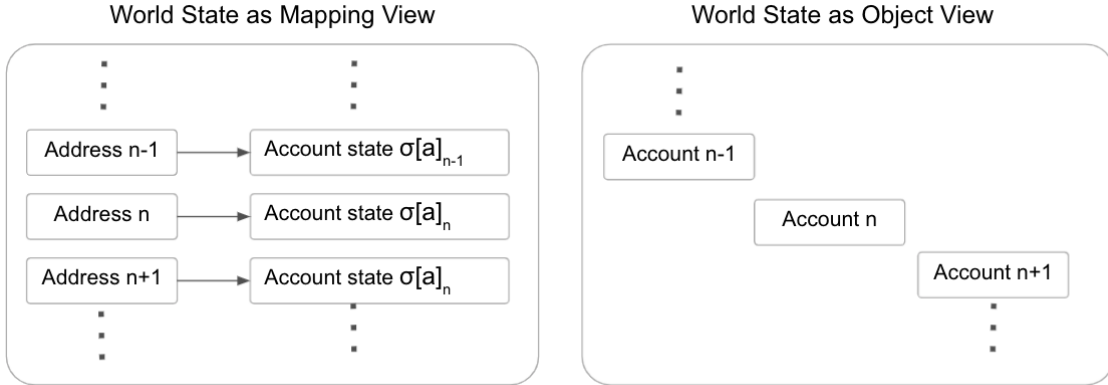 World State as Mapping View
Address n-1
Account state σ[a]n-1
Address n
Account state σ[a]n
Address n+1
Account state σ[a]n
World State as Object View
Account n-1
Account n
Account n+1